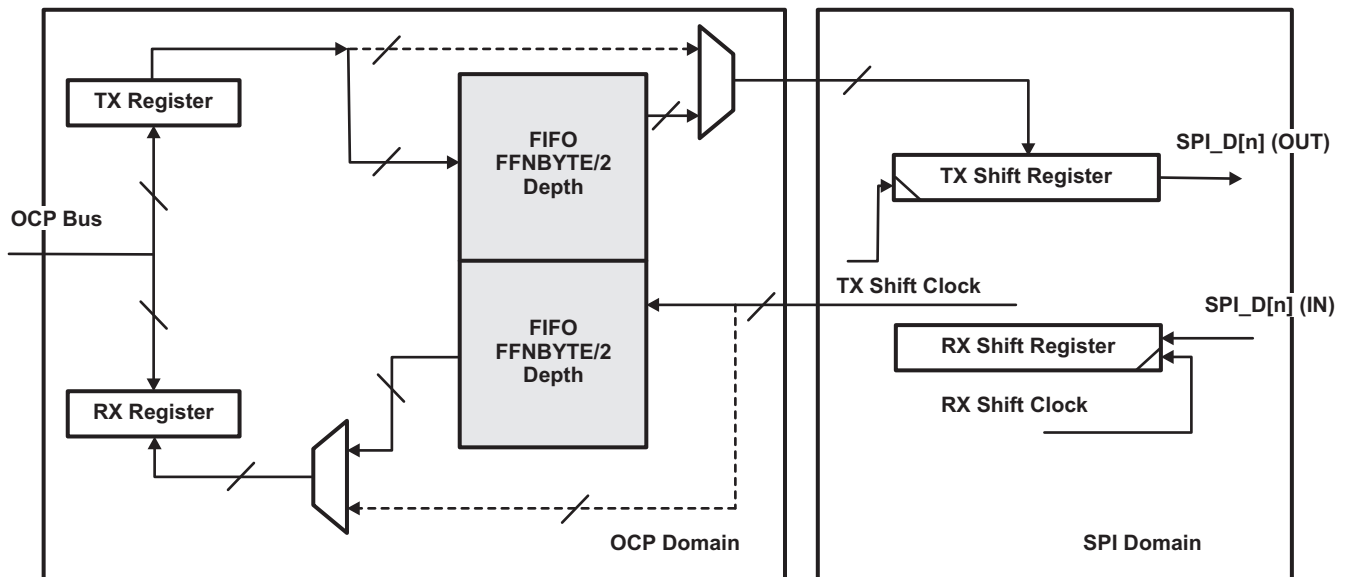 TX Register
FIFO
FFNBYTE/2
Depth
SPI_D[n] (OUT)
TX Shift Register
OCP Bus
TX Shift Clock
SPI_D[n] (IN)
FIFO
FFNBYTE/2
Depth
RX Shift Register
RX Register
RX Shift Clock
OCP Domain
SPI Domain